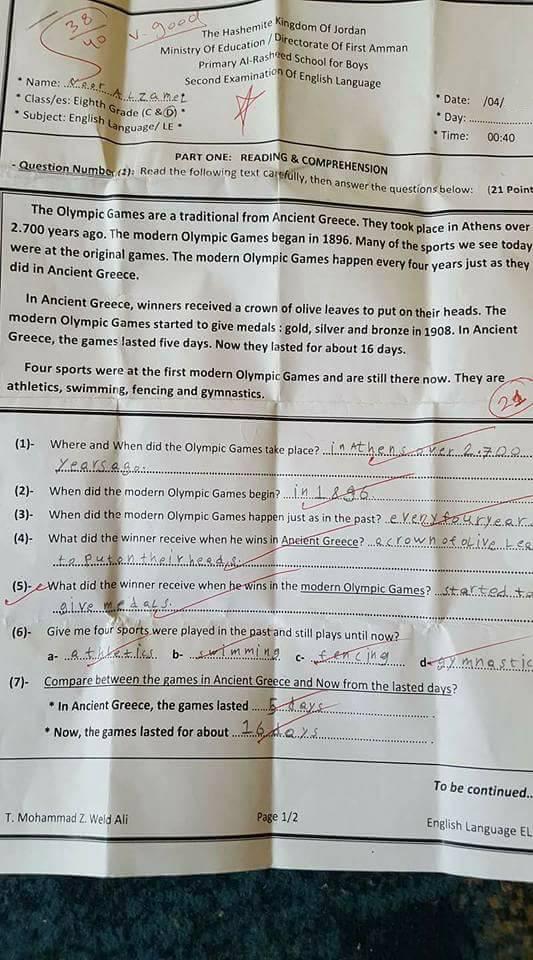 38
40
v. good
The Hashemite Kingdom Of Jordan
Ministry Of Education / Directorate Of First Amman
Primary Al-Rasheed School for Boys
Second Examination Of English Language
* Name: Neer ALZamel
* Class/es: Eighth Grade (C & D) *
* Subject: English Language/ LE *
* Date: /04/
* Day: ................
* Time: 00:40
PART ONE: READING & COMPREHENSION
- Question Number (1): Read the following text carefully, then answer the questions below: (21 Point
The Olympic Games are a traditional from Ancient Greece. They took place in Athens over
2.700 years ago. The modern Olympic Games began in 1896. Many of the sports we see today
were at the original games. The modern Olympic Games happen every four years just as they
did in Ancient Greece.
In Ancient Greece, winners received a crown of olive leaves to put on their heads. The
modern Olympic Games started to give medals : gold, silver and bronze in 1908. In Ancient
Greece, the games lasted five days. Now they lasted for about 16 days.
Four sports were at the first modern Olympic Games and are still there now. They are
athletics, swimming, fencing and gymnastics.
21
(1)- Where and When did the Olympic Games take place? in Athens over 2.700
years ago.
(2)- When did the modern Olympic Games begin? in 1896
(3)- When did the modern Olympic Games happen just as in the past? every four year
(4)- What did the winner receive when he wins in Ancient Greece? a crown of olive Lea
to put on their heads.
(5)- What did the winner receive when he wins in the modern Olympic Games? started to
give medals.
(6)- Give me four sports were played in the past and still plays until now?
a- athletics b- swimming c- fencing d- gymnastic
(7)- Compare between the games in Ancient Greece and Now from the lasted days?
* In Ancient Greece, the games lasted 5 days
* Now, the games lasted for about 16 days
To be continued..
T. Mohammad Z. Weld Ali
Page 1/2
English Language EL